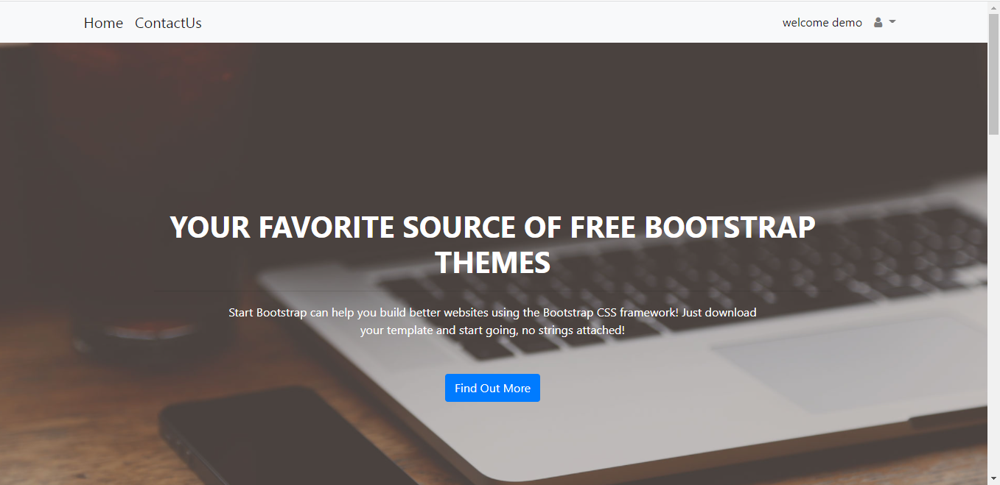 Home ContactUs welcome demo
YOUR FAVORITE SOURCE OF FREE BOOTSTRAP
THEMES
Start Bootstrap can help you build better websites using the Bootstrap CSS framework! Just download
your template and start going, no strings attached!
Find Out More